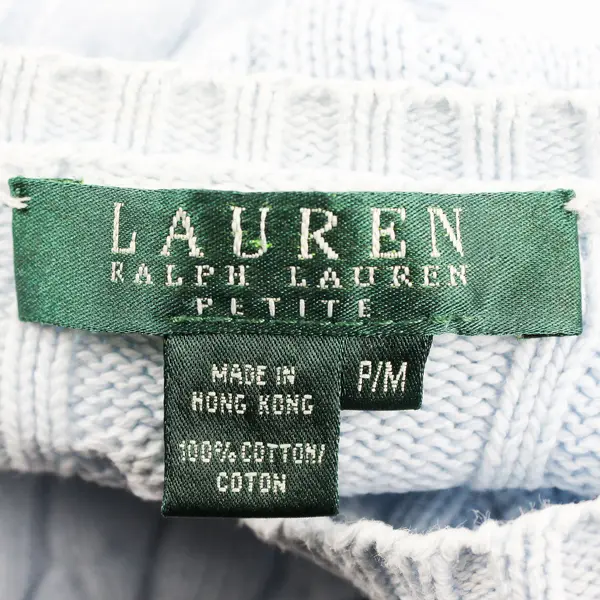 LAUREN
RALPH LAUREN
PETITE
P/M
MADE IN
HONG KONG
100% COTTON/
COTON